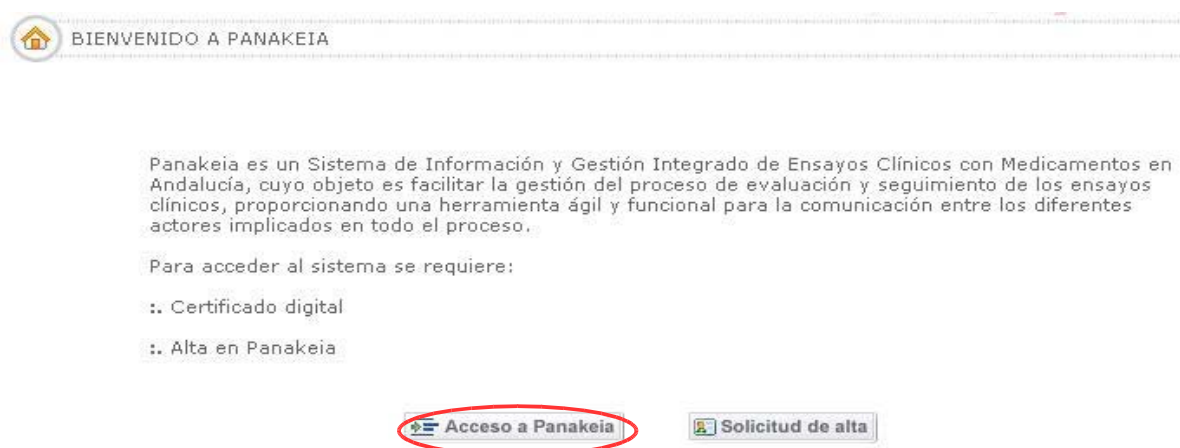 BIENVENIDO A PANAKEIA
Panakeia es un Sistema de Información y Gestión Integrado de Ensayos Clínicos con Medicamentos en
Andalucía, cuyo objeto es facilitar la gestión del proceso de evaluación y seguimiento de los ensayos
clínicos, proporcionando una herramienta ágil y funcional para la comunicación entre los diferentes
actores implicados en todo el proceso.
Para acceder al sistema se requiere:
:. Certificado digital
:. Alta en Panakeia
Acceso a Panakeia Solicitud de alta